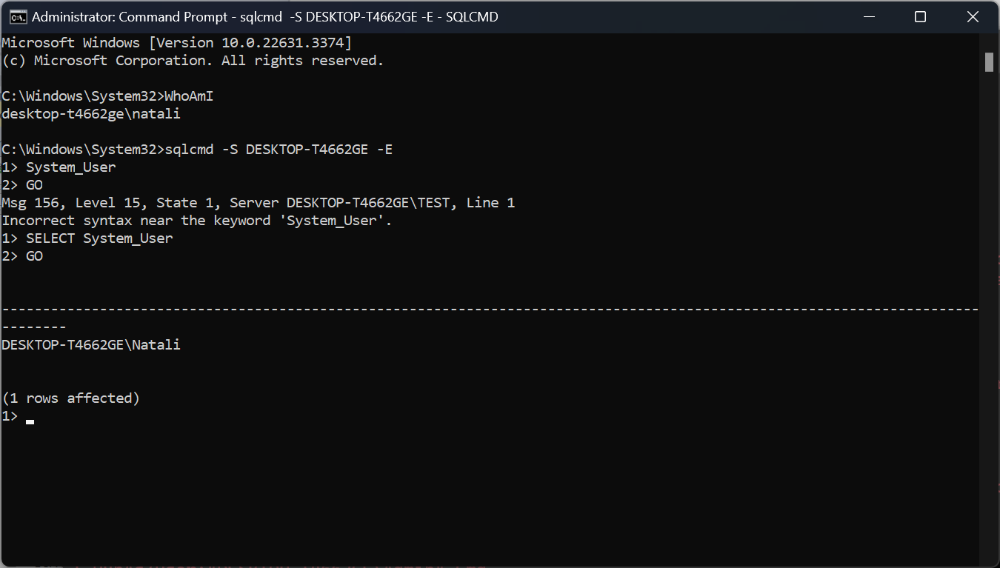 Administrator: Command Prompt - sqlcmd  -S DESKTOP-T4662GE -E - SQLCMD
Microsoft Windows [Version 10.0.22631.3374]
(c) Microsoft Corporation. All rights reserved.
C:\Windows\System32>WhoAmI
desktop-t4662ge\natali
C:\Windows\System32>sqlcmd -S DESKTOP-T4662GE -E
1> System_User
2> GO
Msg 156, Level 15, State 1, Server DESKTOP-T4662GE\TEST, Line 1
Incorrect syntax near the keyword 'System_User'.
1> SELECT System_User
2> GO
------------------------------------------------------------------------------------------------------------------------
--------
DESKTOP-T4662GE\Natali
(1 rows affected)
1>